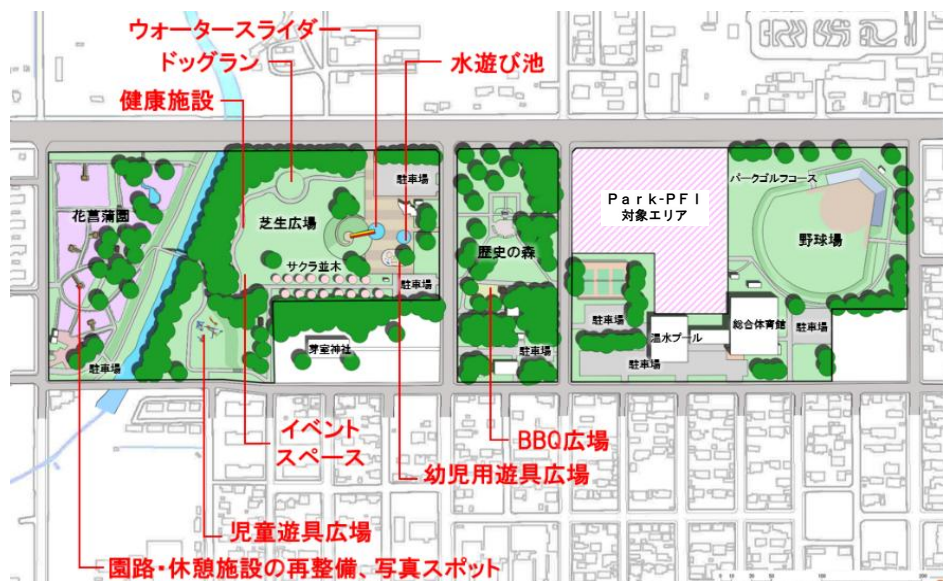 ウォータースライダー
ドッグラン
水遊び池
健康施設
駐車場
Park-PFI
対象エリア
パークゴルフコース
花菖蒲園
芝生広場
歴史の森
野球場
サクラ並木
駐車場
駐車場
温水プール
総合体育館
駐車場
芽室神社
駐車場
駐車場
駐車場
イベント
スペース
BBQ広場
幼児用遊具広場
児童遊具広場
園路・休憩施設の再整備、写真スポット